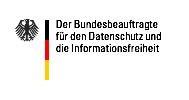 Der Bundesbeauftragte
für den Datenschutz und
die Informationsfreiheit